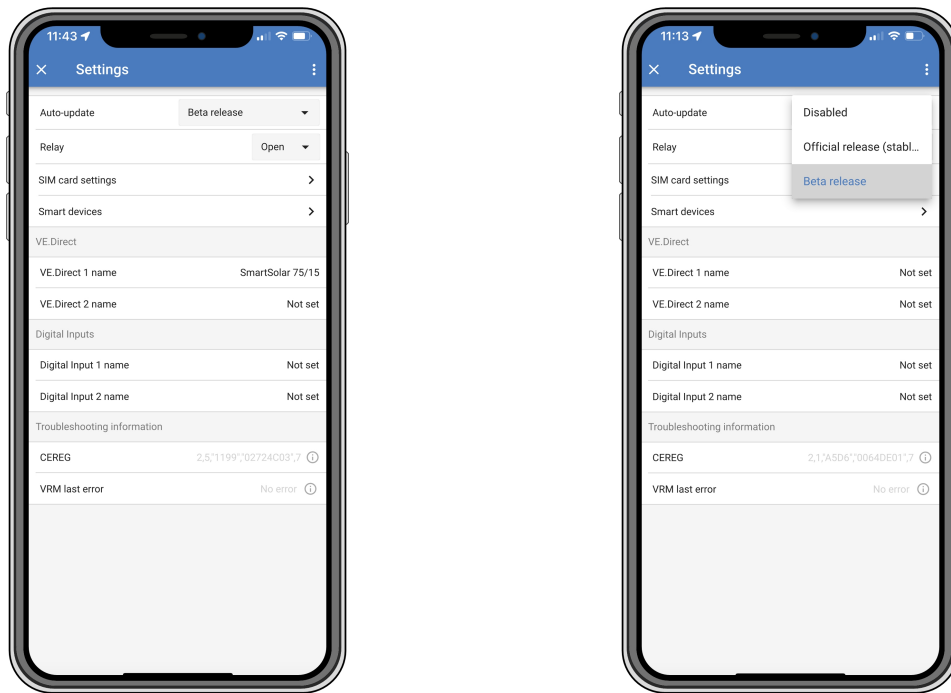 11:43
Settings
Auto-update Beta release
Relay Open
SIM card settings
Smart devices
VE.Direct
VE.Direct 1 name SmartSolar 75/15
VE.Direct 2 name Not set
Digital Inputs
Digital Input 1 name Not set
Digital Input 2 name Not set
Troubleshooting information
CEREG 2,5,"1199","02724C03",7
VRM last error No error
11:13
Settings
Auto-update
Disabled
Relay
Official release (stabl...
SIM card settings
Beta release
Smart devices
VE.Direct
VE.Direct 1 name Not set
VE.Direct 2 name Not set
Digital Inputs
Digital Input 1 name Not set
Digital Input 2 name Not set
Troubleshooting information
CEREG 2,1,"A5D6","0064DE01",7
VRM last error No error